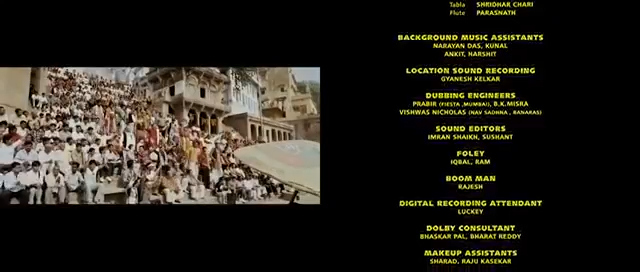 Tabla SHRIDHAR CHARI
Flute PARASNATH
BACKGROUND MUSIC ASSISTANTS
NARAYAN DAS, KUNAL
ANKIT, HARSHIT
LOCATION SOUND RECORDING
GYANESH KELKAR
DUBBING ENGINEERS
PRABIR (FIESTA ,MUMBAI), B.K.MISRA
VISHWAS NICHOLAS (NAV SADHNA , BANARAS)
SOUND EDITORS
IMRAN SHAIKH, SUSHANT
FOLEY
IQBAL, RAM
BOOM MAN
RAJESH
DIGITAL RECORDING ATTENDANT
LUCKEY
DOLBY CONSULTANT
BHASKAR PAL, BHARAT REDDY
MAKEUP ASSISTANTS
SHARAD, RAJU KASEKAR